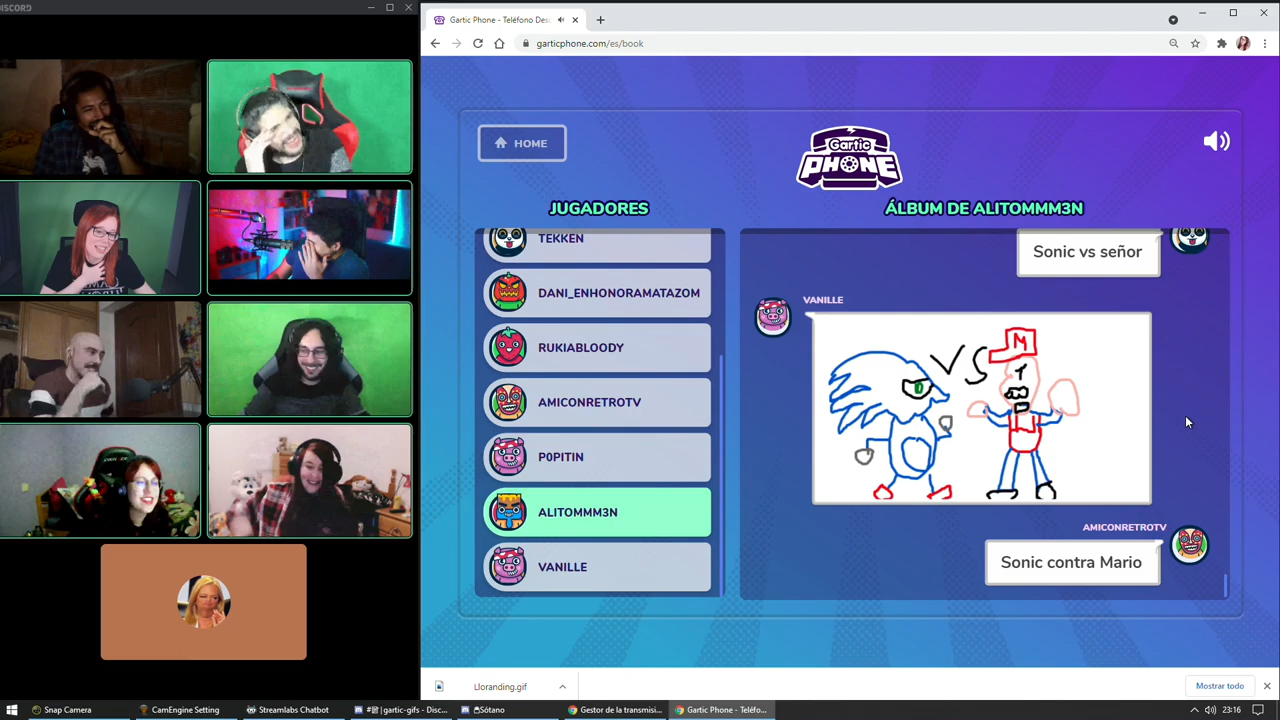 DISCORD
Gartic Phone - Teléfono Desc
garticphone.com/es/book
HOME
Gartic
PHONE
JUGADORES
ÁLBUM DE ALITOMMM3N
TEKKEN
DANI_ENHONORAMATAZOM
RUKIABLOODY
AMICONRETROTV
P0PITIN
ALITOMMM3N
VANILLE
Sonic vs señor
VANILLE
VS
M
AMICONRETROTV
Sonic contra Mario
Lloranding.gif
Mostrar todo
Snap Camera
CamEngine Setting
Streamlabs Chatbot
gartic-gifs - Disc...
Sótano
Gestor de la transmisi...
Gartic Phone - Teléfo...
23:16